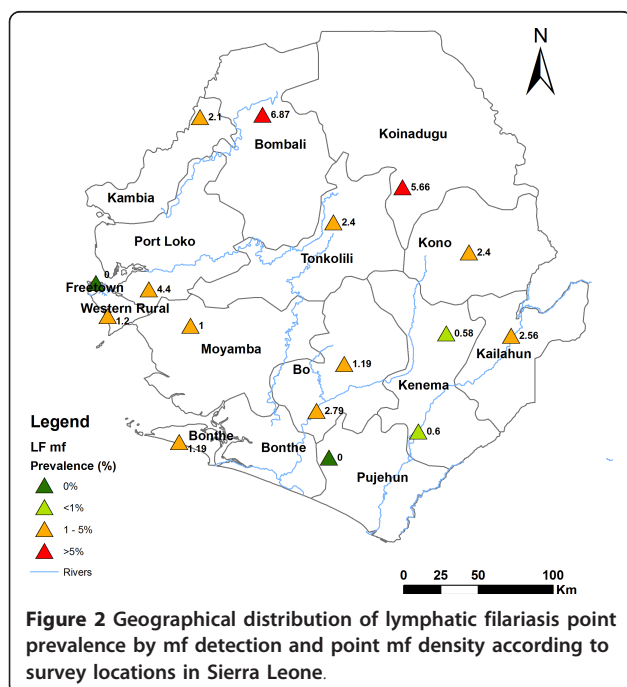 N
2.1
6.87
Bombali
Koinadugu
5.66
Kambia
2.4
Port Loko
Kono
2.4
Tonkolili
0
Freetown
4.4
Western Rural
1.2
1
0.58
2.56
Moyamba
Kailahun
Bo
1.19
Kenema
2.79
Legend
0.6
LF mf
Bonthe
Bonthe
1.19
0
Prevalence (%)
Pujehun
0%
<1%
1 - 5%
>5%
Rivers
0 25 50 100
Km
Figure 2 Geographical distribution of lymphatic filariasis point
prevalence by mf detection and point mf density according to
survey locations in Sierra Leone.